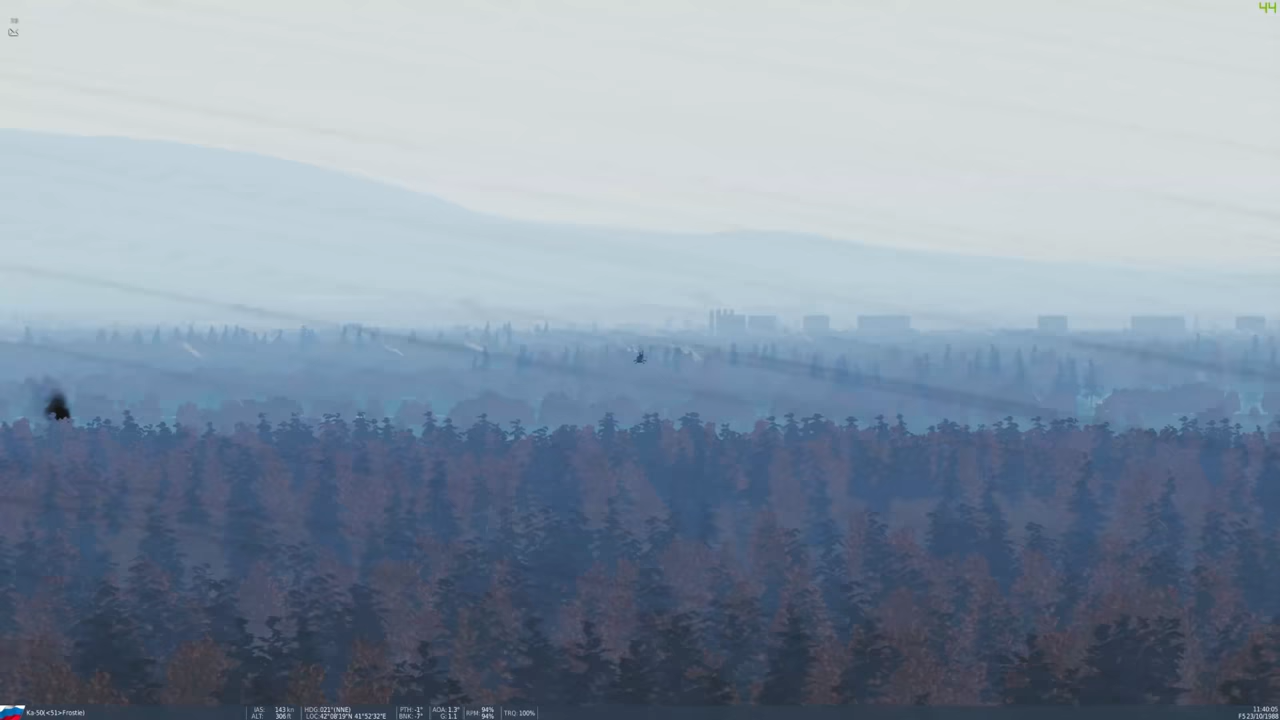 44
Ka-50(<51>Frostie)
IAS: 143 kn
ALT: 306 ft
HDG: 021°(NNE)
LOC: 42°08'19"N 41°52'32"E
PTH: -1°
BNK: -7°
AOA: 1.3°
G: 1.1
RPM: 94%
94%
TRQ: 100%
11:40:05